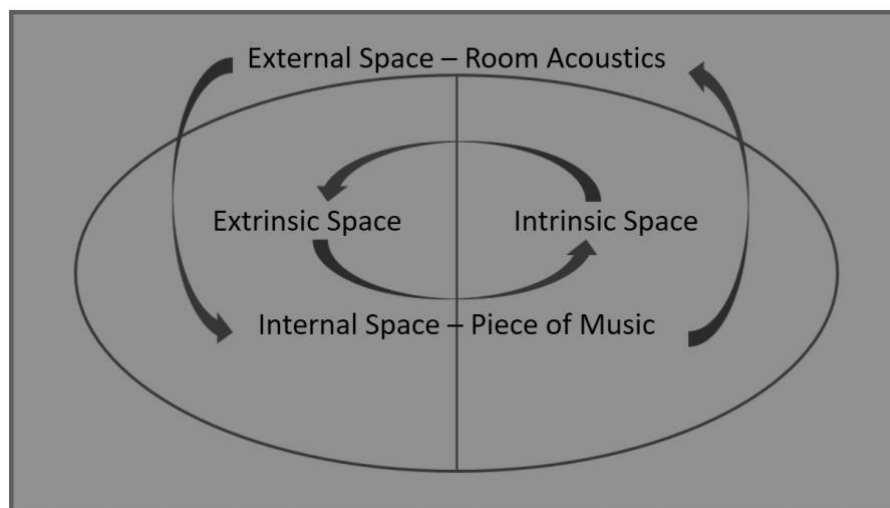 External Space – Room Acoustics
Extrinsic Space
Intrinsic Space
Internal Space – Piece of Music